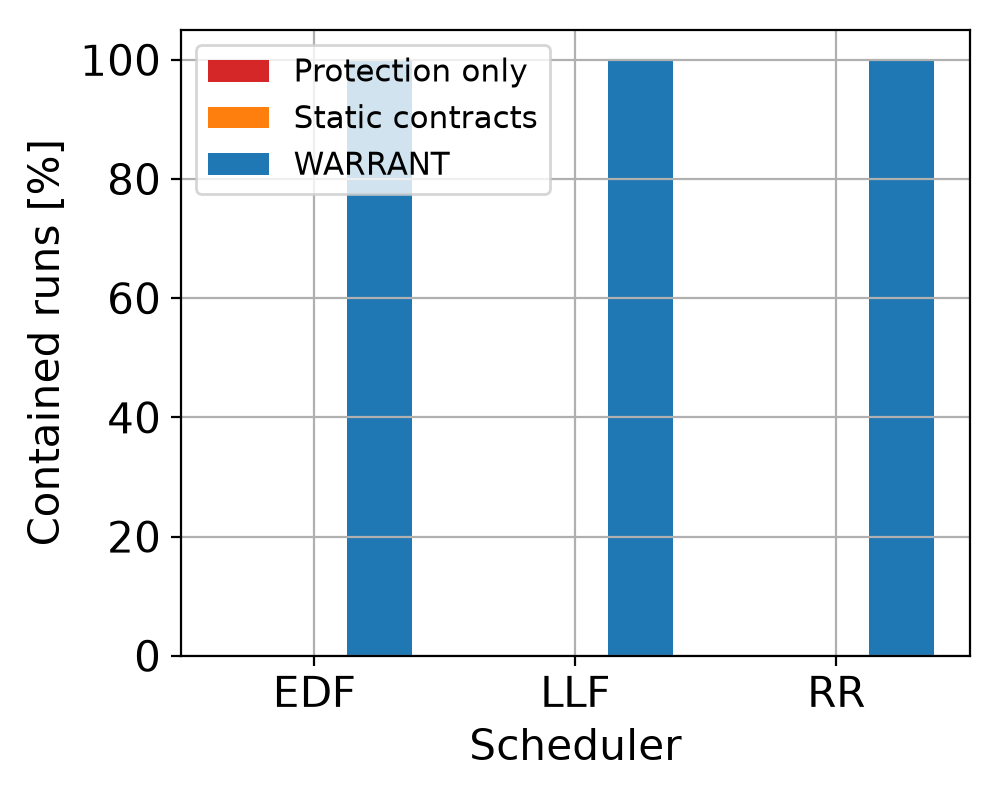 Contained runs [%]
100
80
60
40
20
0
Protection only
Static contracts
WARRANT
EDF LLF RR
Scheduler